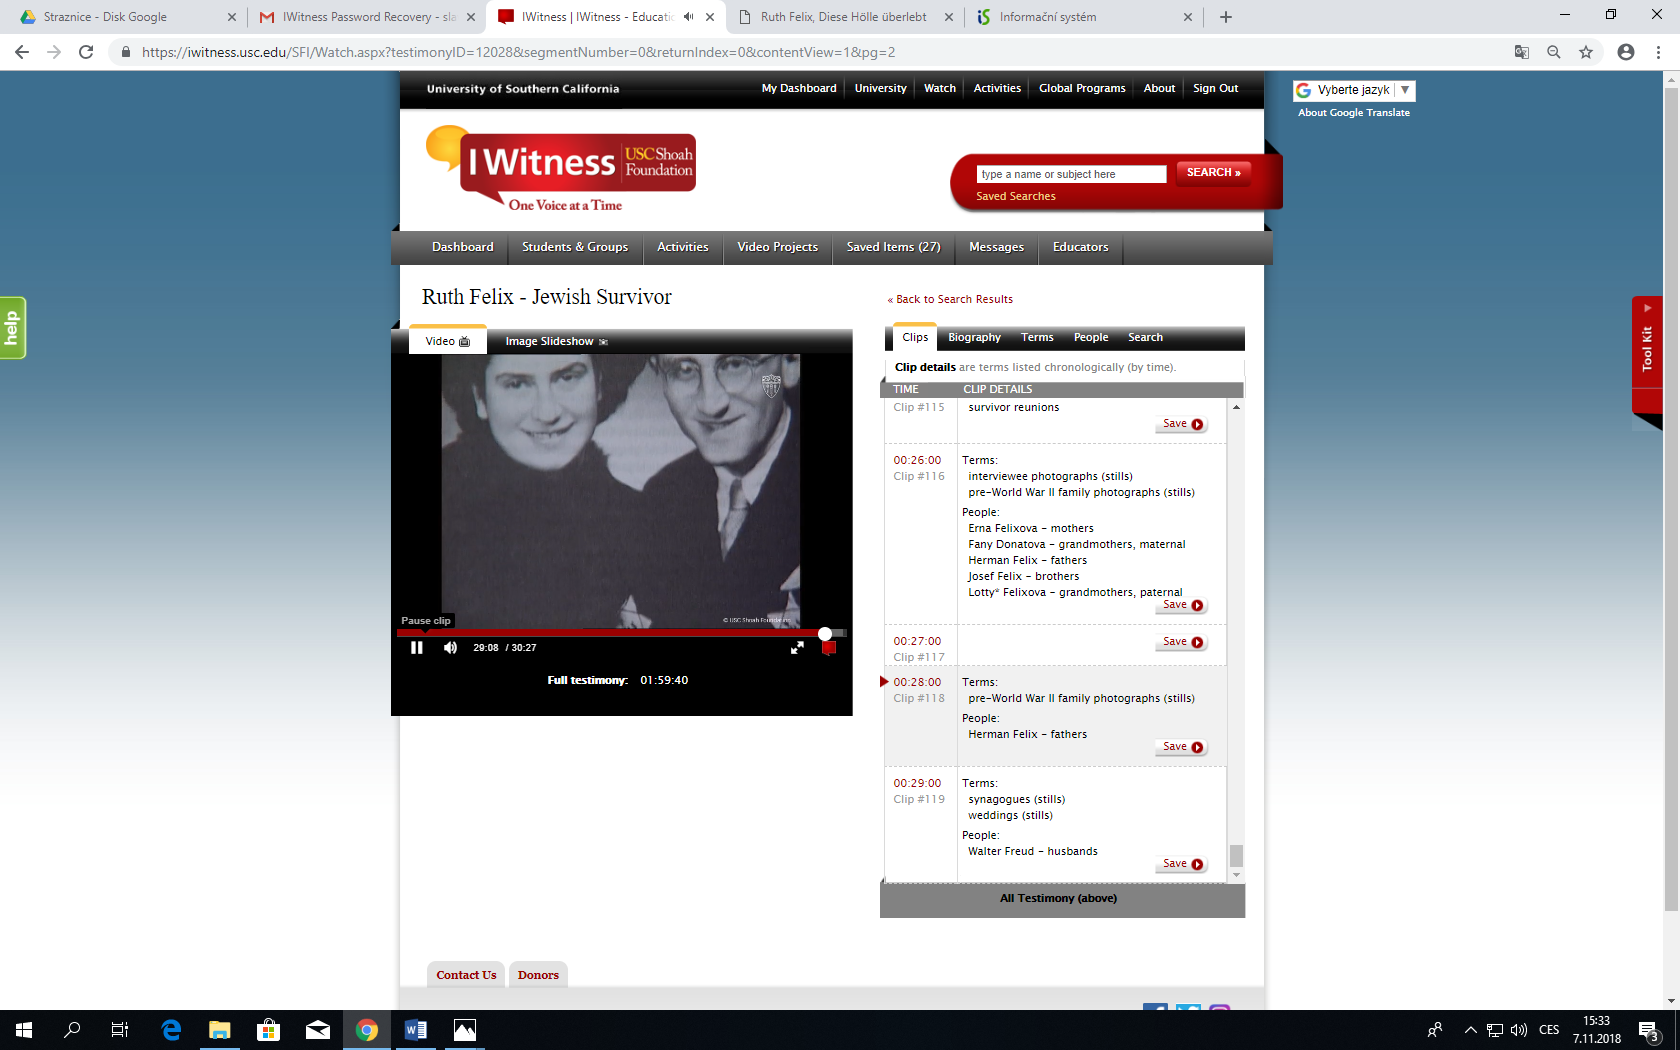 Straznice - Disk Google
IWitness Password Recovery - sla
IWitness | IWitness - Educatio
Ruth Felix, Diese Hölle überlebt
Informační systém
https://iwitness.usc.edu/SFI/Watch.aspx?testimonyID=12028&segmentNumber=0&returnIndex=0&contentView=1&pg=2
University of Southern California
My Dashboard University Watch Activities Global Programs About Sign Out
Vyberte jazyk ▼
About Google Translate
IWitness USC Shoah Foundation
One Voice at a Time
type a name or subject here SEARCH »
Saved Searches
Dashboard Students & Groups Activities Video Projects Saved Items (27) Messages Educators
help
Tool Kit
Ruth Felix - Jewish Survivor
« Back to Search Results
Video Image Slideshow
Clips Biography Terms People Search
Clip details are terms listed chronologically (by time).
TIME CLIP DETAILS
Clip #115 survivor reunions
Save
00:26:00 Terms:
Clip #116 interviewee photographs (stills)
pre-World War II family photographs (stills)
People:
Erna Felixova - mothers
Fany Donatova - grandmothers, maternal
Herman Felix - fathers
Josef Felix - brothers
Lotty* Felixova - grandmothers, paternal
Save
00:27:00 Save
Clip #117
00:28:00 Terms:
Clip #118 pre-World War II family photographs (stills)
People:
Herman Felix - fathers
Save
00:29:00 Terms:
Clip #119 synagogues (stills)
weddings (stills)
People:
Walter Freud - husbands
Save
All Testimony (above)
© USC Shoah Foundation
Pause clip
29:08 / 30:27
Full testimony: 01:59:40
Contact Us Donors
CES
15:33
7.11.2018
3